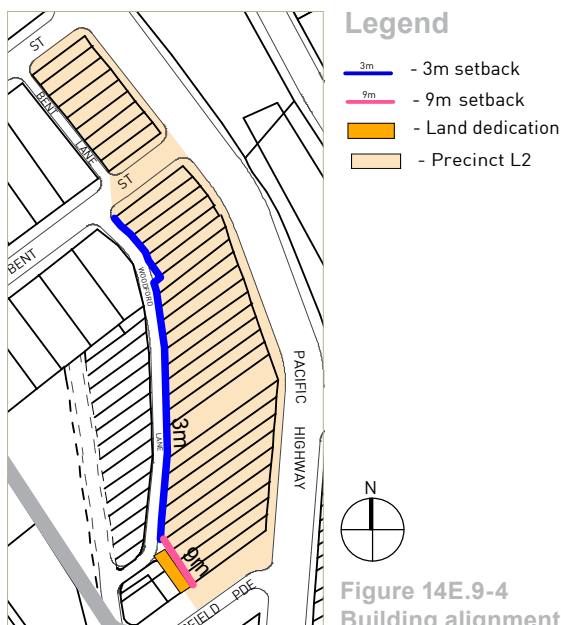 Legend
3m
- 3m setback
9m
- 9m setback
- Land dedication
- Precinct L2
ST
BENT
LANE
ST
BENT
WOODFORD
LANE
3m
9m
PACIFIC
HIGHWAY
FIELD PDE
N
Figure 14E.9-4
Building alignment